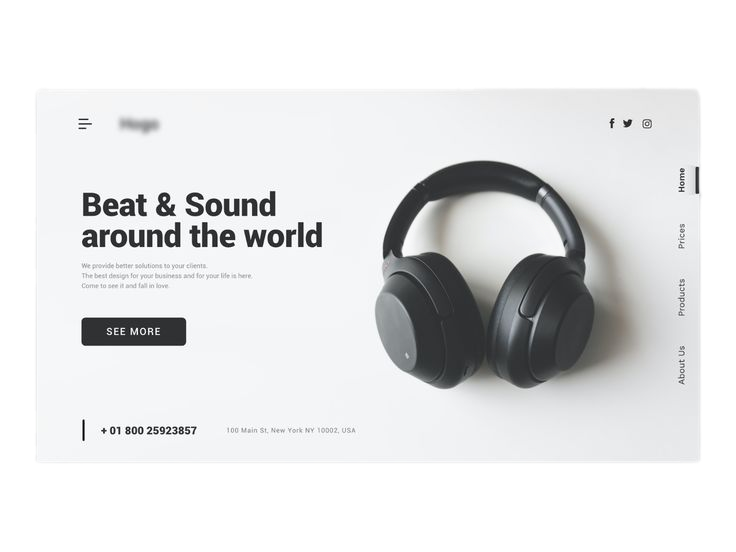 Beat & Sound
around the world
We provide better solutions to your clients.
The best design for your business and for your life is here.
Come to see it and fall in love.
SEE MORE
+ 01 800 25923857
100 Main St, New York NY 10002, USA
Home
Prices
Products
About Us